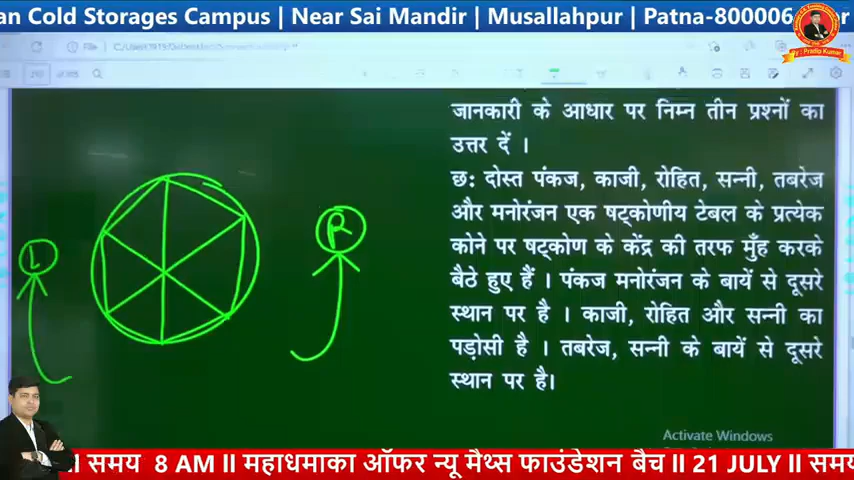 an Cold Storages Campus | Near Sai Mandir | Musallahpur | Patna-800006
Pradip Kumar
जानकारी के आधार पर निम्न तीन प्रश्नों का
उत्तर दें ।
छ: दोस्त पंकज, काजी, रोहित, सन्नी, तबरेज
और मनोरंजन एक षट्कोणीय टेबल के प्रत्येक
कोने पर षट्कोण के केंद्र की तरफ मुँह करके
बैठे हुए हैं । पंकज मनोरंजन के बायें से दूसरे
स्थान पर है । काजी, रोहित और सन्नी का
पड़ोसी है । तबरेज, सन्नी के बायें से दूसरे
स्थान पर है।
L
R
Activate Windows
समय 8 AM II महाधमाका ऑफर न्यू मैथ्स फाउंडेशन बैच II 21 JULY II समय